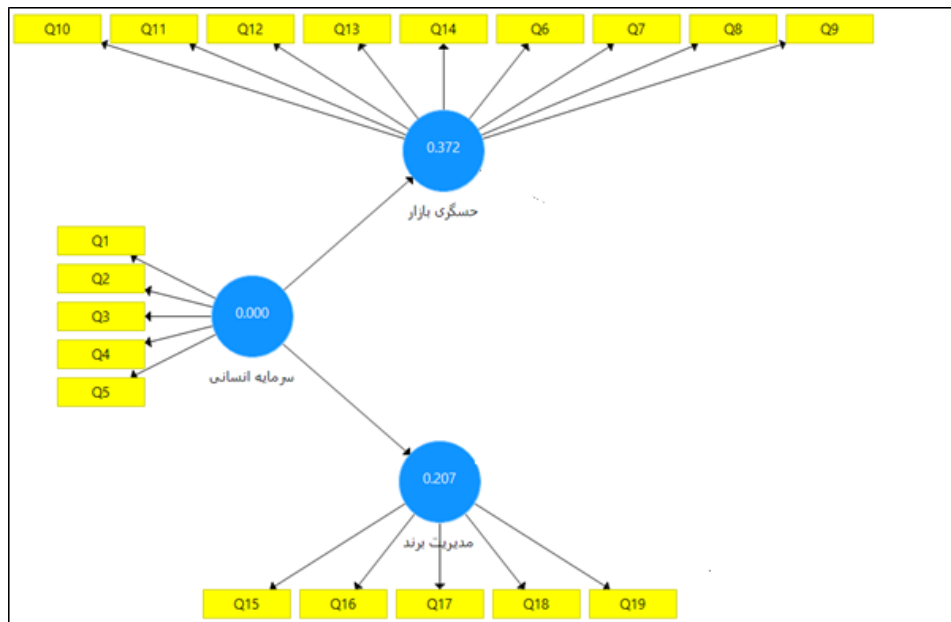 Q10 Q11 Q12 Q13 Q14 Q6 Q7 Q8 Q9
0.372
حسگری بازار
Q1
Q2
Q3
Q4
Q5
0.000
سرمایه انسانی
0.207
مدیریت برند
Q15 Q16 Q17 Q18 Q19